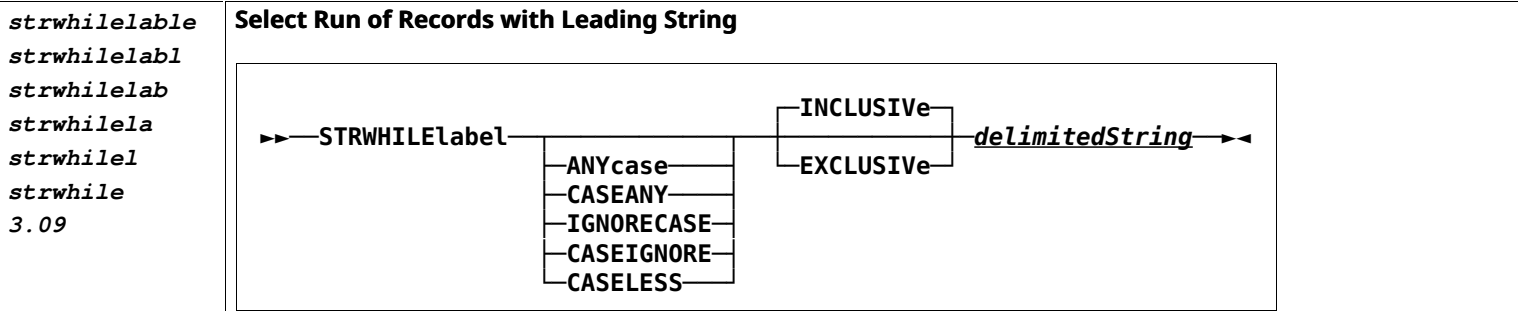 strwhilelable
strwhilelabl
strwhilelab
strwhilela
strwhilel
strwhile
3.09
Select Run of Records with Leading String
INCLUSIVe
►►──STRWHILElabel──delimitedString──►◄
ANYcase
EXCLUSIVe
CASEANY
IGNORECASE
CASEIGNORE
CASELESS